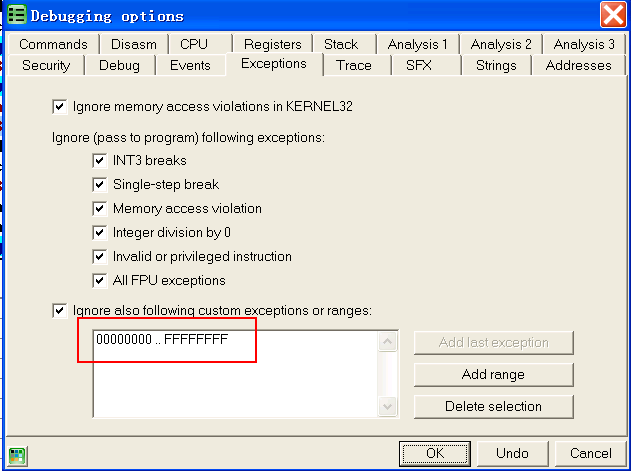 Debugging options
Commands Disasm CPU Registers Stack Analysis 1 Analysis 2 Analysis 3
Security Debug Events Exceptions Trace SFX Strings Addresses
Ignore memory access violations in KERNEL32
Ignore (pass to program) following exceptions:
INT3 breaks
Single-step break
Memory access violation
Integer division by 0
Invalid or privileged instruction
All FPU exceptions
Ignore also following custom exceptions or ranges:
00000000 .. FFFFFFFF
Add last exception
Add range
Delete selection
OK Undo Cancel